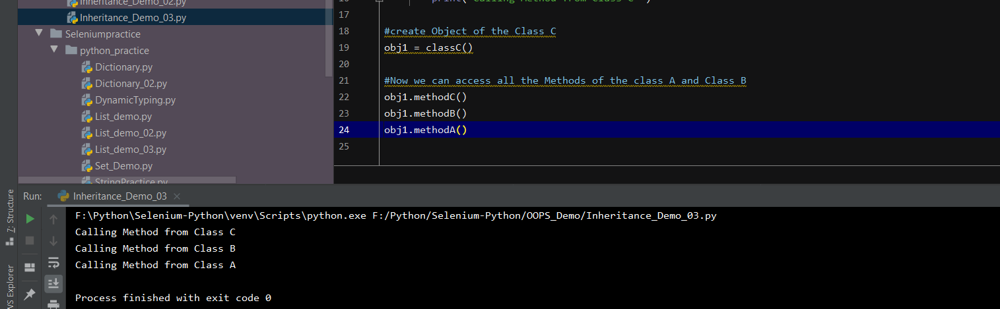 Inheritance_Demo_02.py
Inheritance_Demo_03.py
Seleniumpractice
python_practice
Dictionary.py
Dictionary_02.py
DynamicTyping.py
List_demo.py
List_demo_02.py
List_demo_03.py
Set_Demo.py
StringPractice.py
16 print("Calling Method from Class C")
17
18 #create Object of the Class C
19 obj1 = classC()
20
21 #Now we can access all the Methods of the class A and Class B
22 obj1.methodC()
23 obj1.methodB()
24 obj1.methodA()
25
Z: Structure
Run: Inheritance_Demo_03
F:\Python\Selenium-Python\venv\Scripts\python.exe F:/Python/Selenium-Python/OOPS_Demo/Inheritance_Demo_03.py
Calling Method from Class C
Calling Method from Class B
Calling Method from Class A
Process finished with exit code 0
Explorer